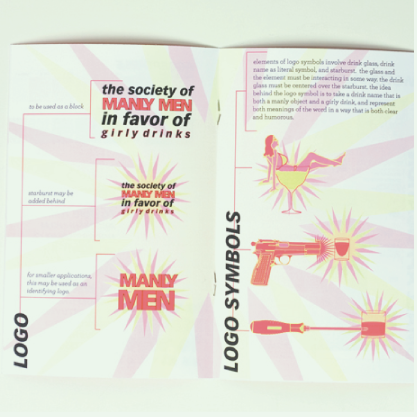 to be used as a block
the society of
MANLY MEN
in favor of
girly drinks
starburst may be
added behind
the society of
MANLY MEN
in favor of
girly drinks
for smaller applications,
this may be used as an
identifying logo.
MANLY
MEN
LOGO
elements of logo symbols involve drink glass, drink
name as literal symbol, and starburst. the glass and
the element must be interacting in some way. the drink
glass must be centered over the starburst. the idea
behind the logo symbol is to take a drink name that is
both a manly object and a girly drink, and represent
both meanings of the word in a way that is both clear
and humorous.
LOGO SYMBOLS